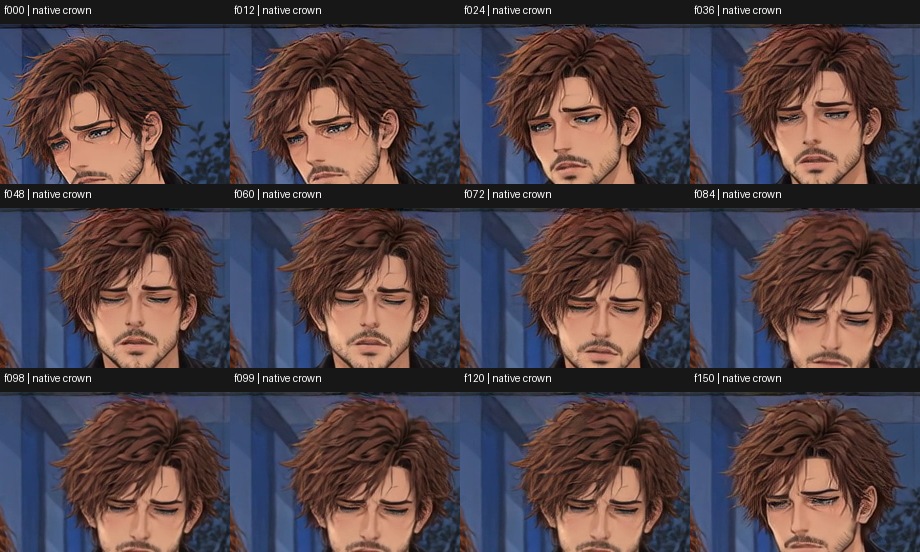 f000 | native crown
f012 | native crown
f024 | native crown
f036 | native crown
f048 | native crown
f060 | native crown
f072 | native crown
f084 | native crown
f098 | native crown
f099 | native crown
f120 | native crown
f150 | native crown